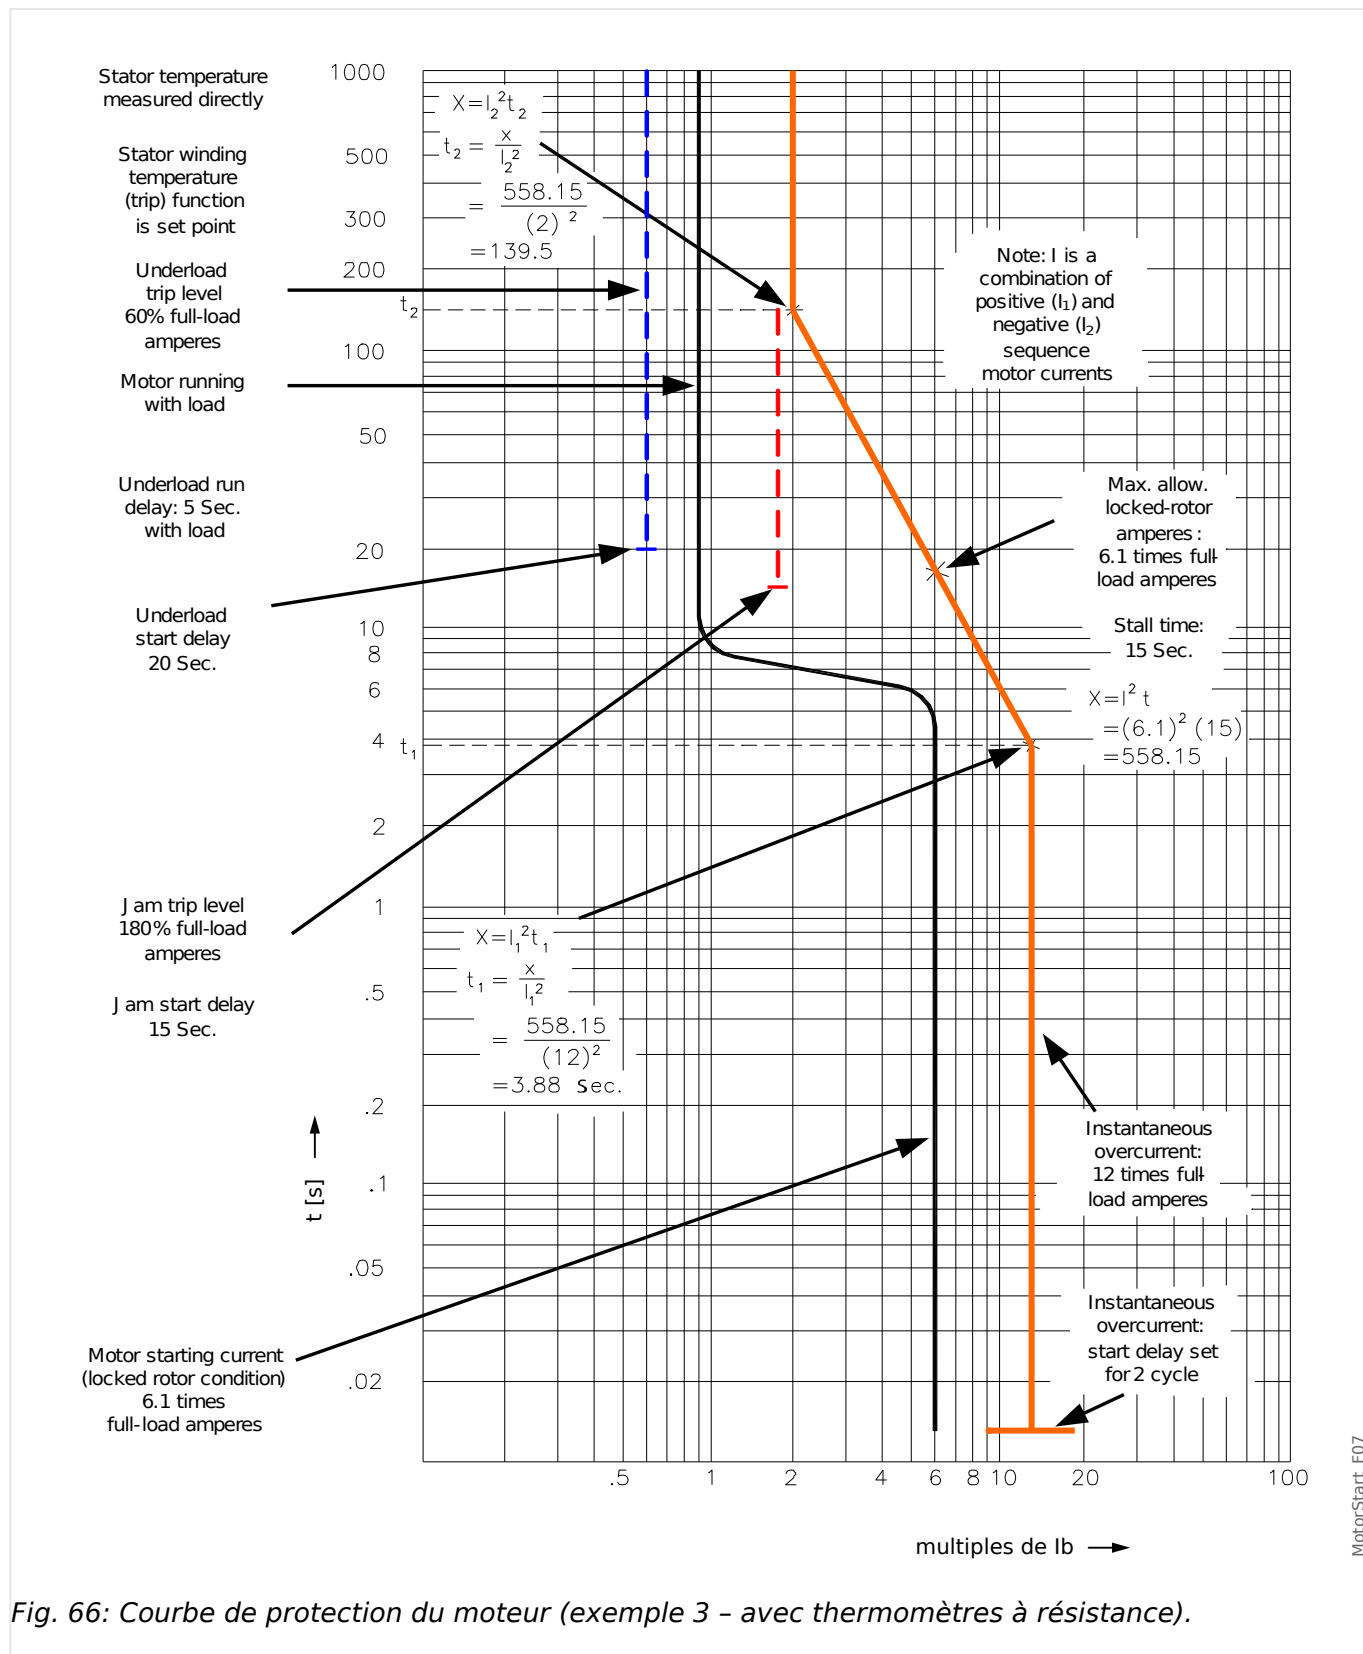 Stator temperature
measured directly
Stator winding
temperature
(trip) function
is set point
Underload
trip level
60% full-load
amperes
Motor running
with load
Underload run
delay: 5 Sec.
with load
Underload
start delay
20 Sec.
Jam trip level
180% full-load
amperes
Jam start delay
15 Sec.
t [s]
Motor starting current
(locked rotor condition)
6.1 times
full-load amperes
1000
500
300
200
t₂
100
50
20
10
8
6
4
t₁
2
1
.5
.2
.1
.05
.02
X=I₂²t₂
t₂ = x/I₂²
= 558.15/(2)²
=139.5
Note: I is a
combination of
positive (I₁) and
negative (I₂)
sequence
motor currents
Max. allow.
locked-rotor
amperes :
6.1 times full-
load amperes
Stall time:
15 Sec.
X=I² t
=(6.1)² (15)
=558.15
X=I₁²t₁
t₁ = x/I₁²
= 558.15/(12)²
=3.88 Sec.
Instantaneous
overcurrent:
12 times full-
load amperes
Instantaneous
overcurrent:
start delay set
for 2 cycle
.5 1 2 4 6 8 10 20 100
multiples de Ib
MotorStart_E07
Fig. 66: Courbe de protection du moteur (exemple 3 – avec thermomètres à résistance).